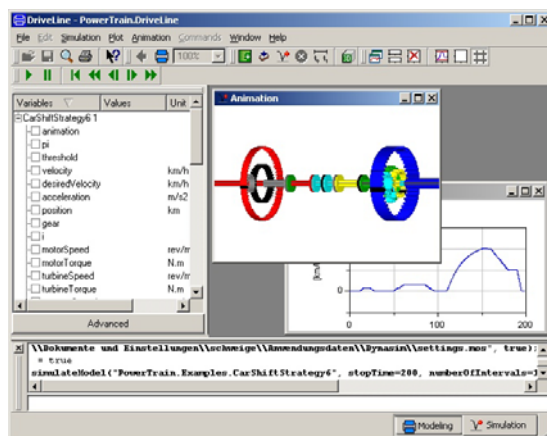 DriveLine - PowerTrain.DriveLine
File Edit Simulation Plot Animation Commands Window Help
100%
Variables Values Unit
CarShiftStrategy6 1
animation
pi
threshold
velocity km/h
desiredVelocity km/h
acceleration m/s2
position km
gear
i
motorSpeed rev/m
motorTorque N.m
turbineSpeed rev/m
turbineTorque N.m
Advanced
Animation
[km/
0
0 100 200
\\Dokumente und Einstellungen\\schweige\\Anwendungsdaten\\Dynasim\\settings.mos", true);
= true
simulateModel("PowerTrain.Examples.CarShiftStrategy6", stopTime=200, numberOfIntervals=1
Modeling Simulation